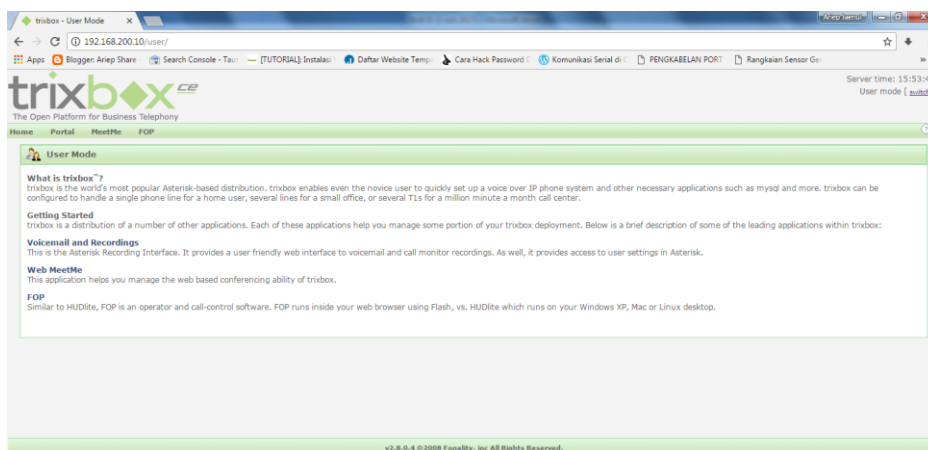 trixbox - User Mode
192.168.200.10/user/
Apps Blogger: Ariep Share Search Console - Tau [TUTORIAL]: Instalasi Daftar Website Temp Cara Hack Password Komunikasi Serial di PENGKABELAN PORT Rangkaian Sensor Ge »
trixbox ce
The Open Platform for Business Telephony
Server time: 15:53:4
User mode [ switch
Home Portal MeetMe FOP
User Mode
What is trixbox™?
trixbox is the world's most popular Asterisk-based distribution. trixbox enables even the novice user to quickly set up a voice over IP phone system and other necessary applications such as mysql and more. trixbox can be
configured to handle a single phone line for a home user, several lines for a small office, or several T1s for a million minute a month call center.
Getting Started
trixbox is a distribution of a number of other applications. Each of these applications help you manage some portion of your trixbox deployment. Below is a brief description of some of the leading applications within trixbox:
Voicemail and Recordings
This is the Asterisk Recording Interface. It provides a user friendly web interface to voicemail and call monitor recordings. As well, it provides access to user settings in Asterisk.
Web MeetMe
This application helps you manage the web based conferencing ability of trixbox.
FOP
Similar to HUDlite, FOP is an operator and call-control software. FOP runs inside your web browser using Flash, vs. HUDlite which runs on your Windows XP, Mac or Linux desktop.
v2.8.0.4 ©2008 Fonality, inc All Rights Reserved.